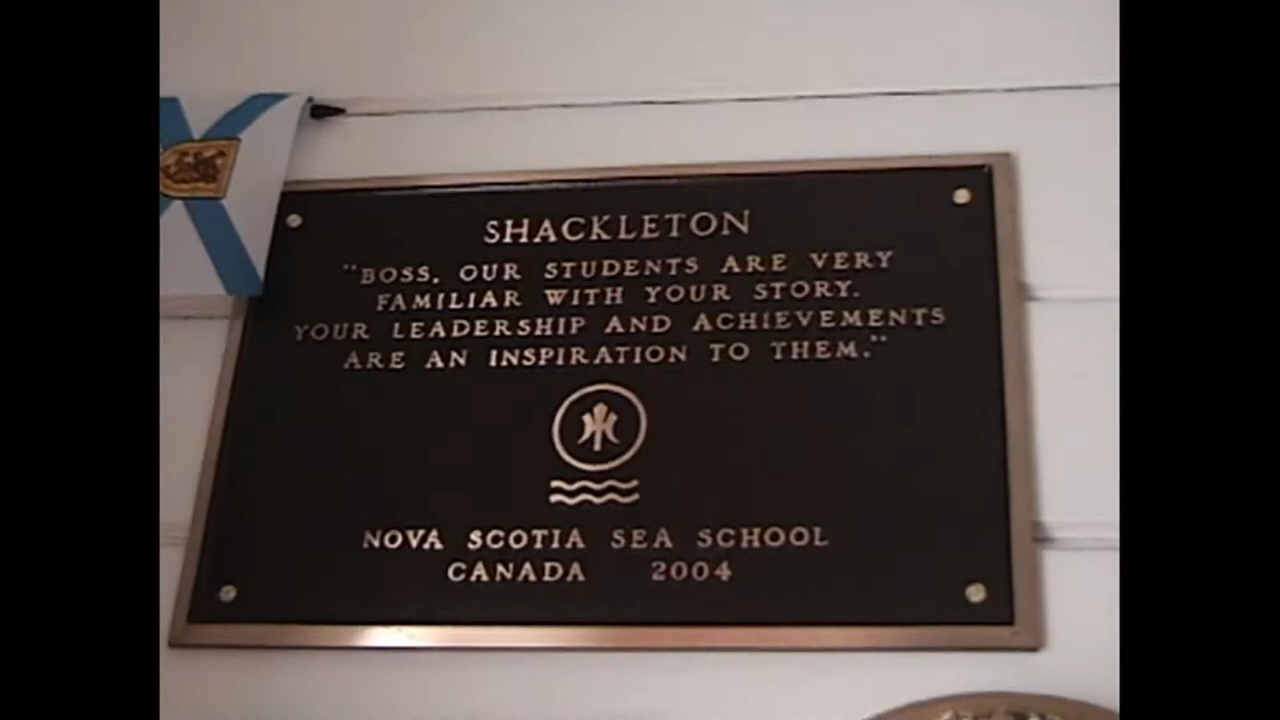 SHACKLETON
"BOSS, OUR STUDENTS ARE VERY
FAMILIAR WITH YOUR STORY.
YOUR LEADERSHIP AND ACHIEVEMENTS
ARE AN INSPIRATION TO THEM."
NOVA SCOTIA SEA SCHOOL
CANADA 2004